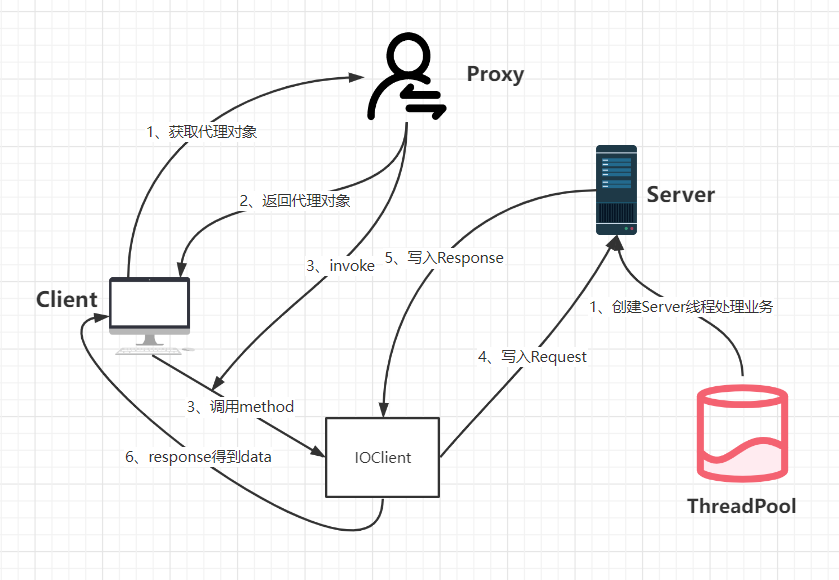 Proxy
1、获取代理对象
Server
2、返回代理对象
5、写入Response
3、invoke
Client
1、创建Server线程处理业务
4、写入Request
3、调用method
6、response得到data
IOClient
ThreadPool